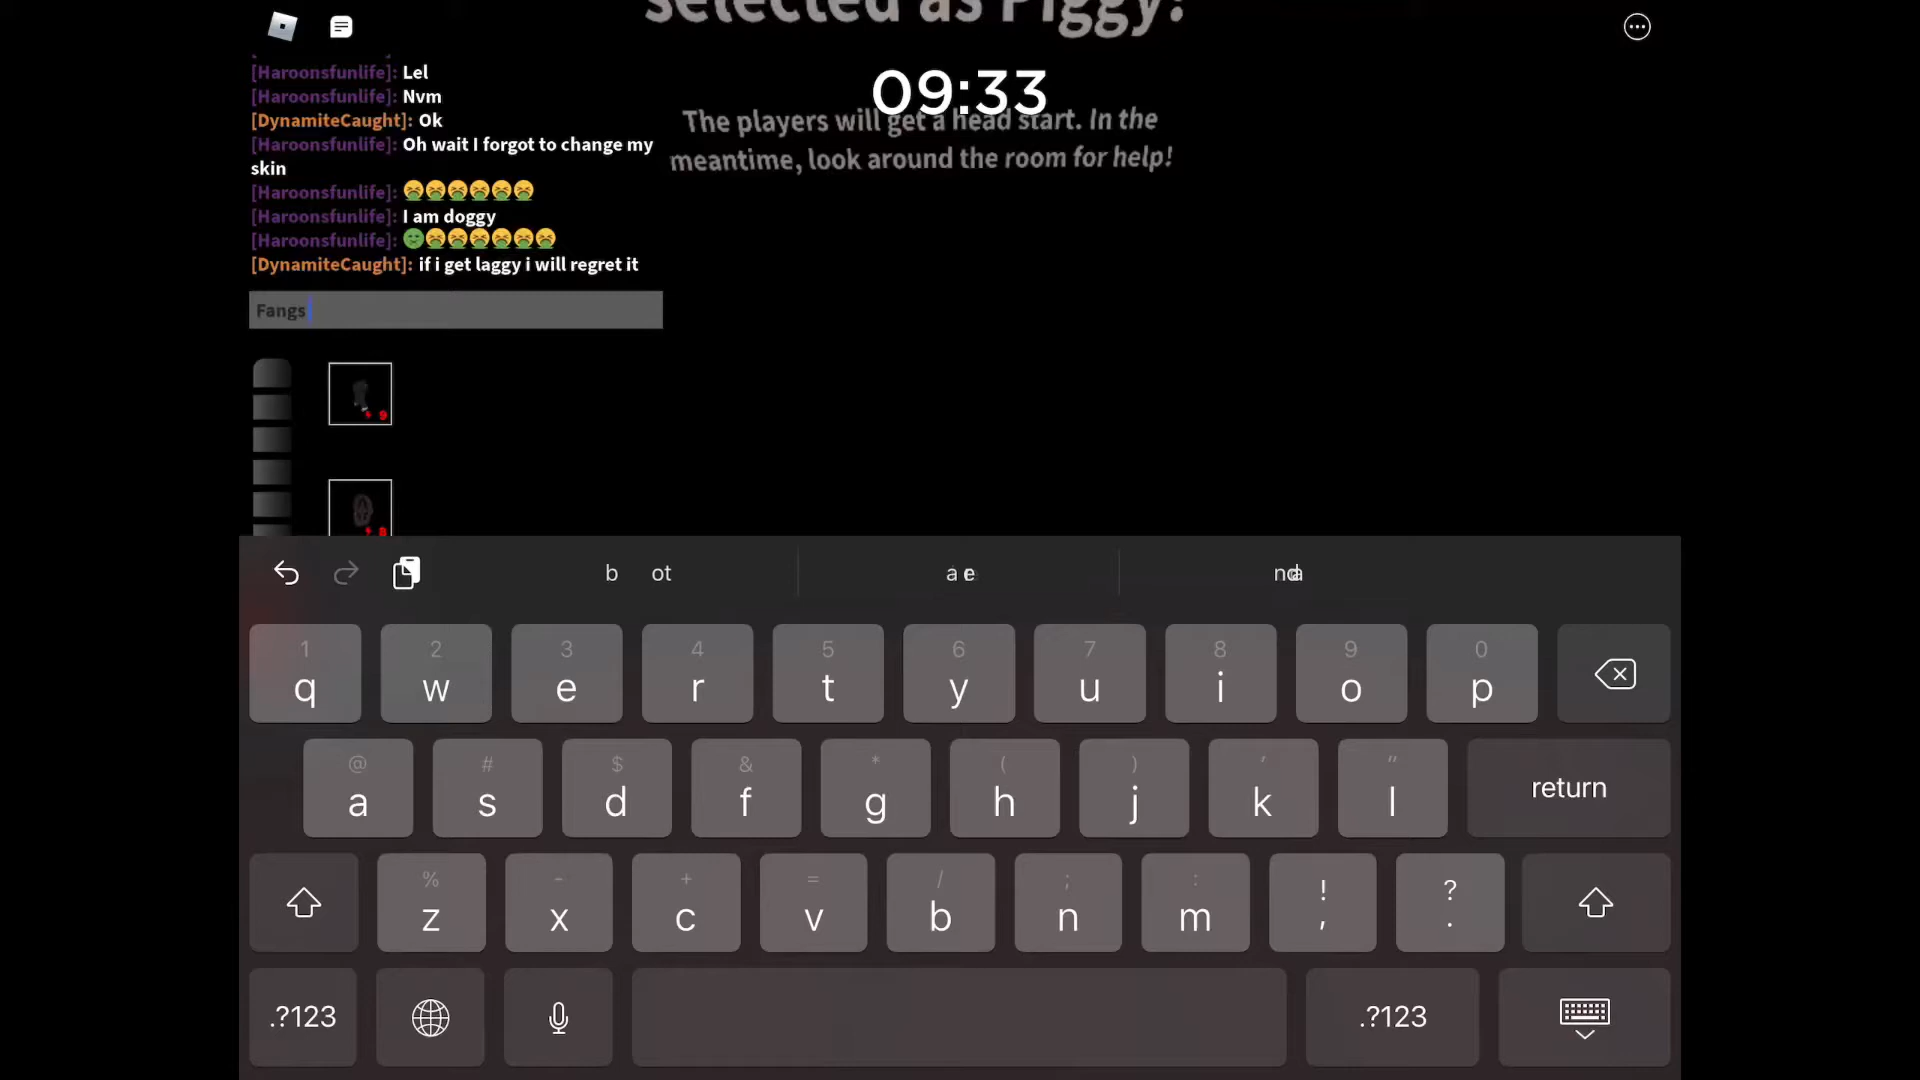 selected as Piggy!
09:33
The players will get a head start. In the
meantime, look around the room for help!
[Haroonsfunlife]: Lel
[Haroonsfunlife]: Nvm
[DynamiteCaught]: Ok
[Haroonsfunlife]: Oh wait I forgot to change my
skin
[Haroonsfunlife]: 🤮🤮🤮🤮🤮🤮
[Haroonsfunlife]: I am doggy
[Haroonsfunlife]: 🤢🤮🤮🤮🤮🤮🤮
[DynamiteCaught]: if i get laggy i will regret it
Fangs
9
8
1 2 3 4 5 6 7 8 9 0
q w e r t y u i o p
@ # $ & * ( ) ' "
a s d f g h j k l return
% - + = / ; : ! ?
z x c v b n m , .
.?123 .?123